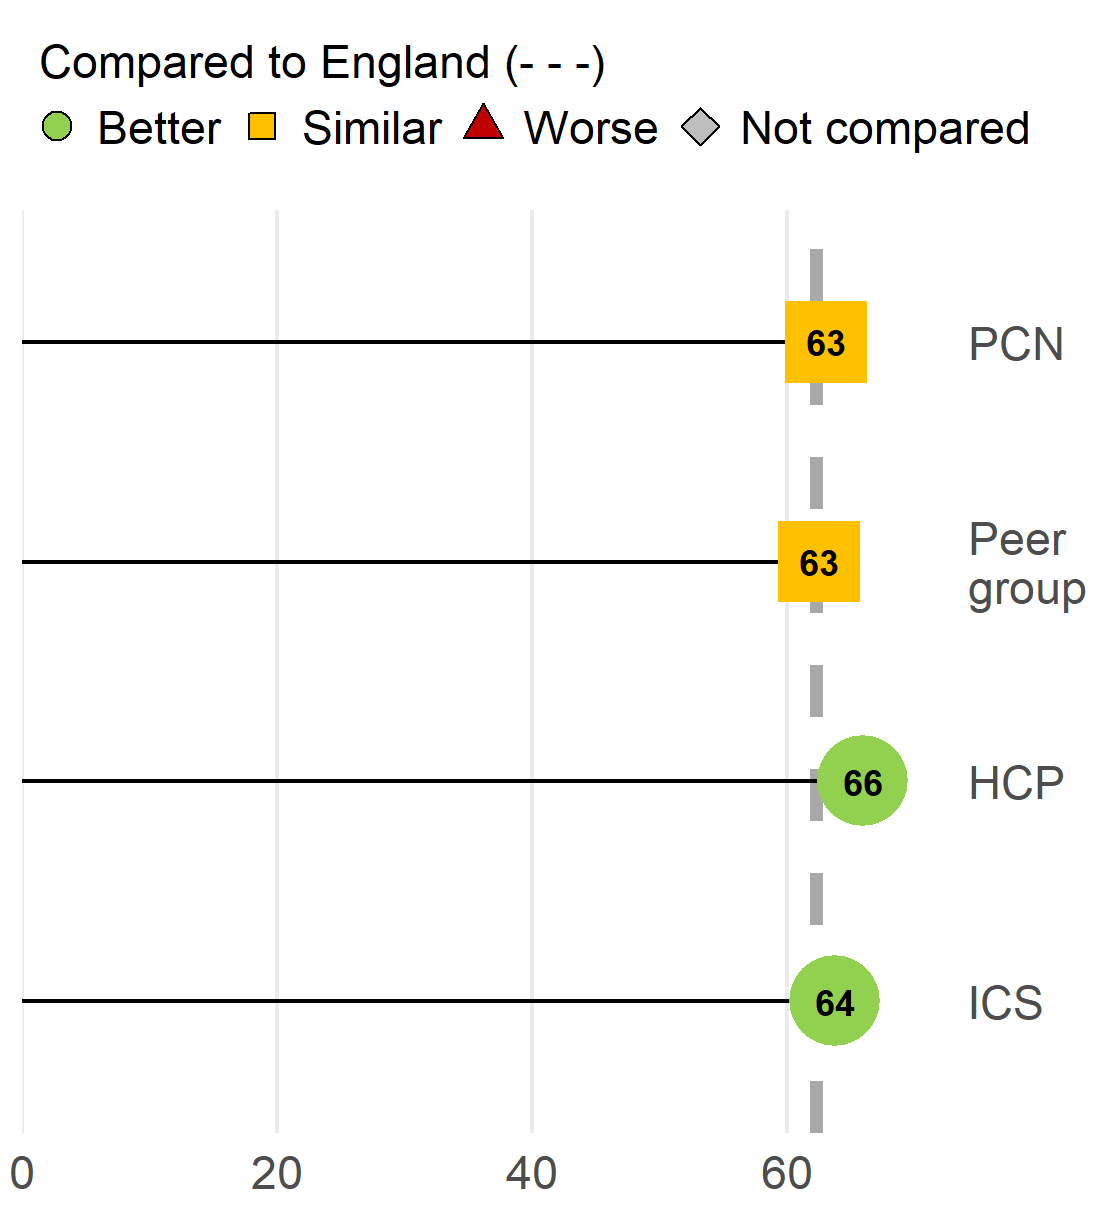 Compared to England (- - -)
Better Similar Worse Not compared
63 PCN
63 Peer
group
66 HCP
64 ICS
0 20 40 60